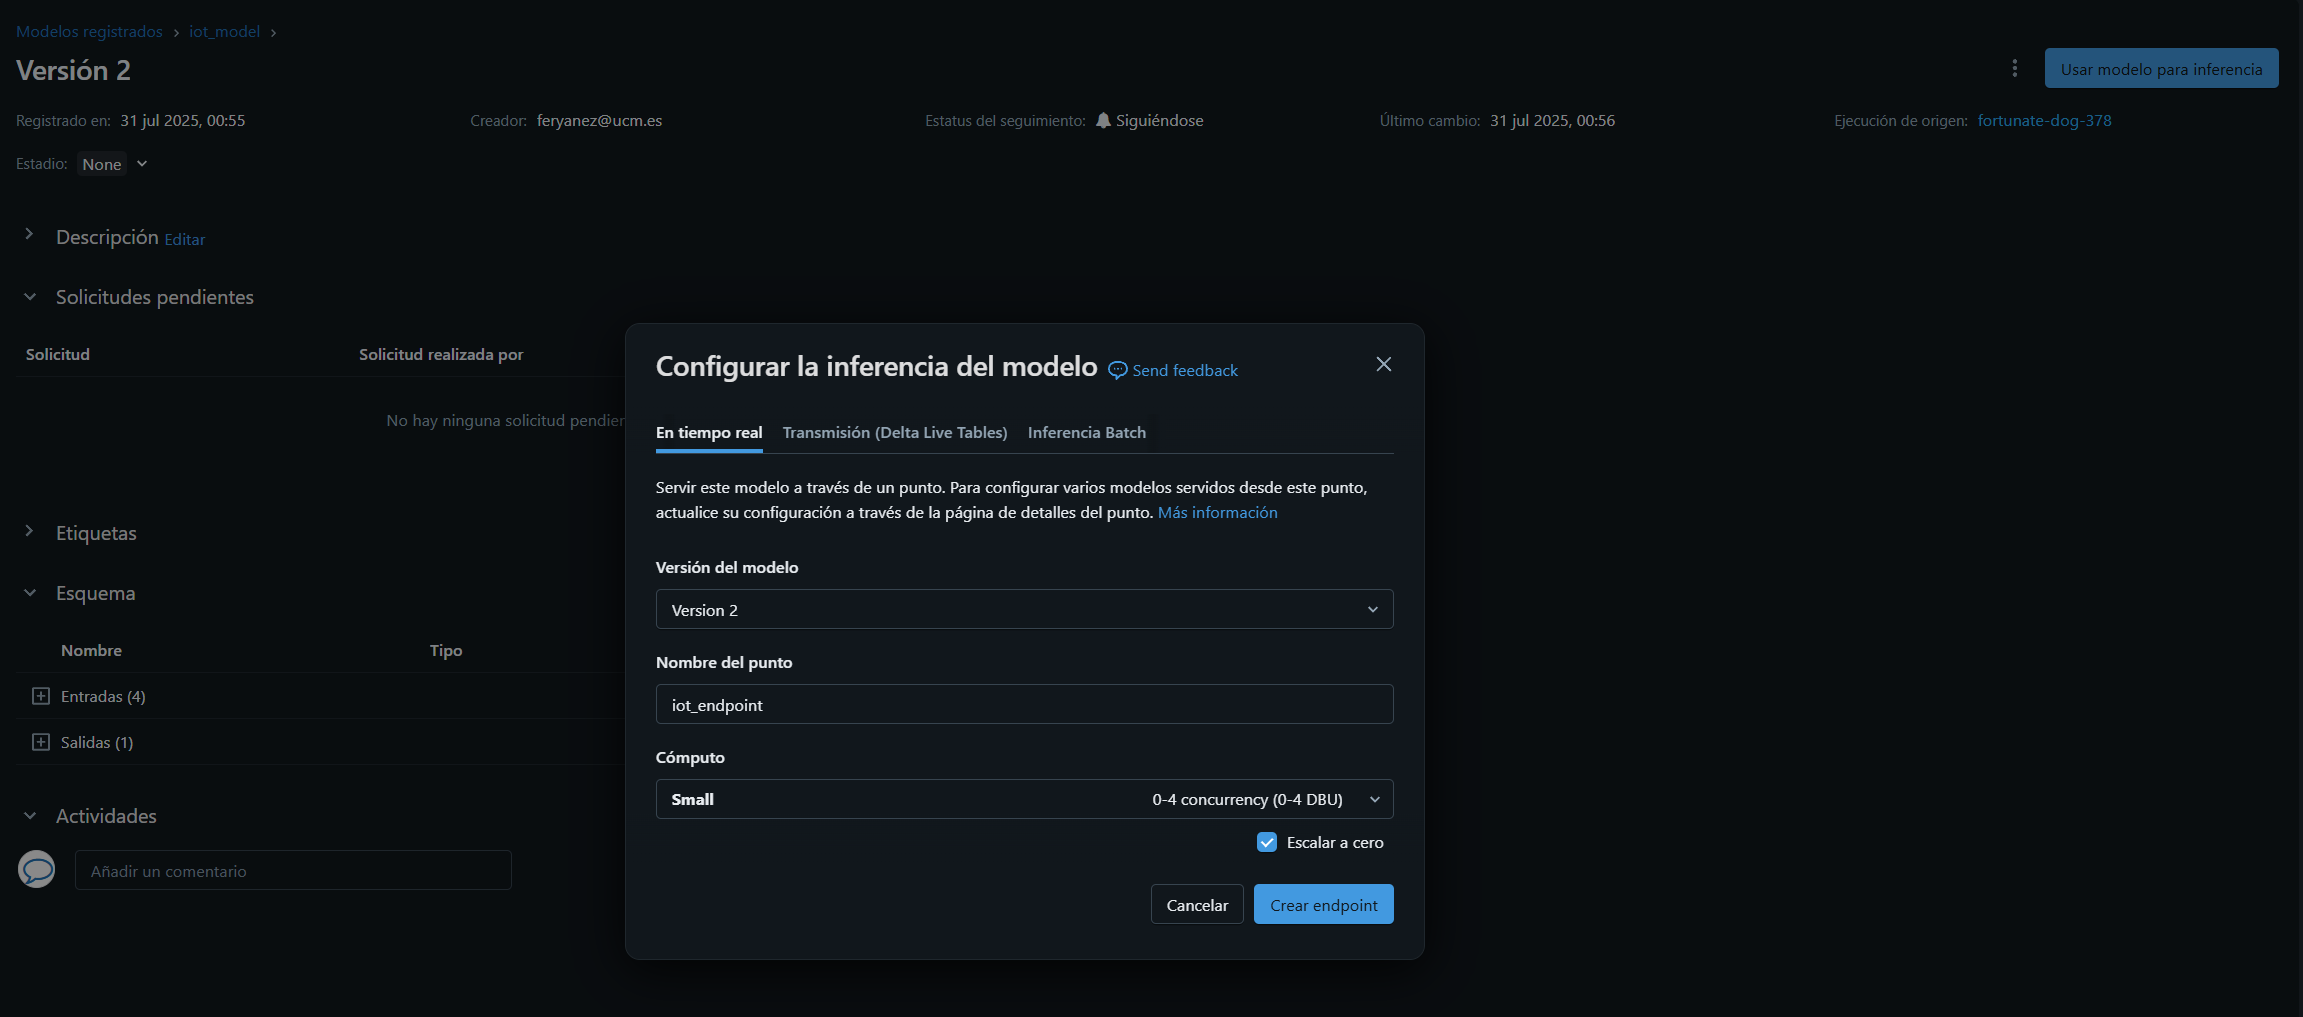 Modelos registrados > iot_model >
Versión 2
Usar modelo para inferencia
Registrado en: 31 jul 2025, 00:55
Creador: feryanez@ucm.es
Estatus del seguimiento: Siguiéndose
Último cambio: 31 jul 2025, 00:56
Ejecución de origen: fortunate-dog-378
Estadio: None
Descripción Editar
Solicitudes pendientes
Solicitud
Solicitud realizada por
No hay ninguna solicitud
Etiquetas
Esquema
Nombre
Tipo
Entradas (4)
Salidas (1)
Actividades
Añadir un comentario
Configurar la inferencia del modelo
Send feedback
En tiempo real
Transmisión (Delta Live Tables)
Inferencia Batch
Servir este modelo a través de un punto. Para configurar varios modelos servidos desde este punto,
actualice su configuración a través de la página de detalles del punto. Más información
Versión del modelo
Version 2
Nombre del punto
iot_endpoint
Cómputo
Small
0-4 concurrency (0-4 DBU)
Escalar a cero
Cancelar
Crear endpoint